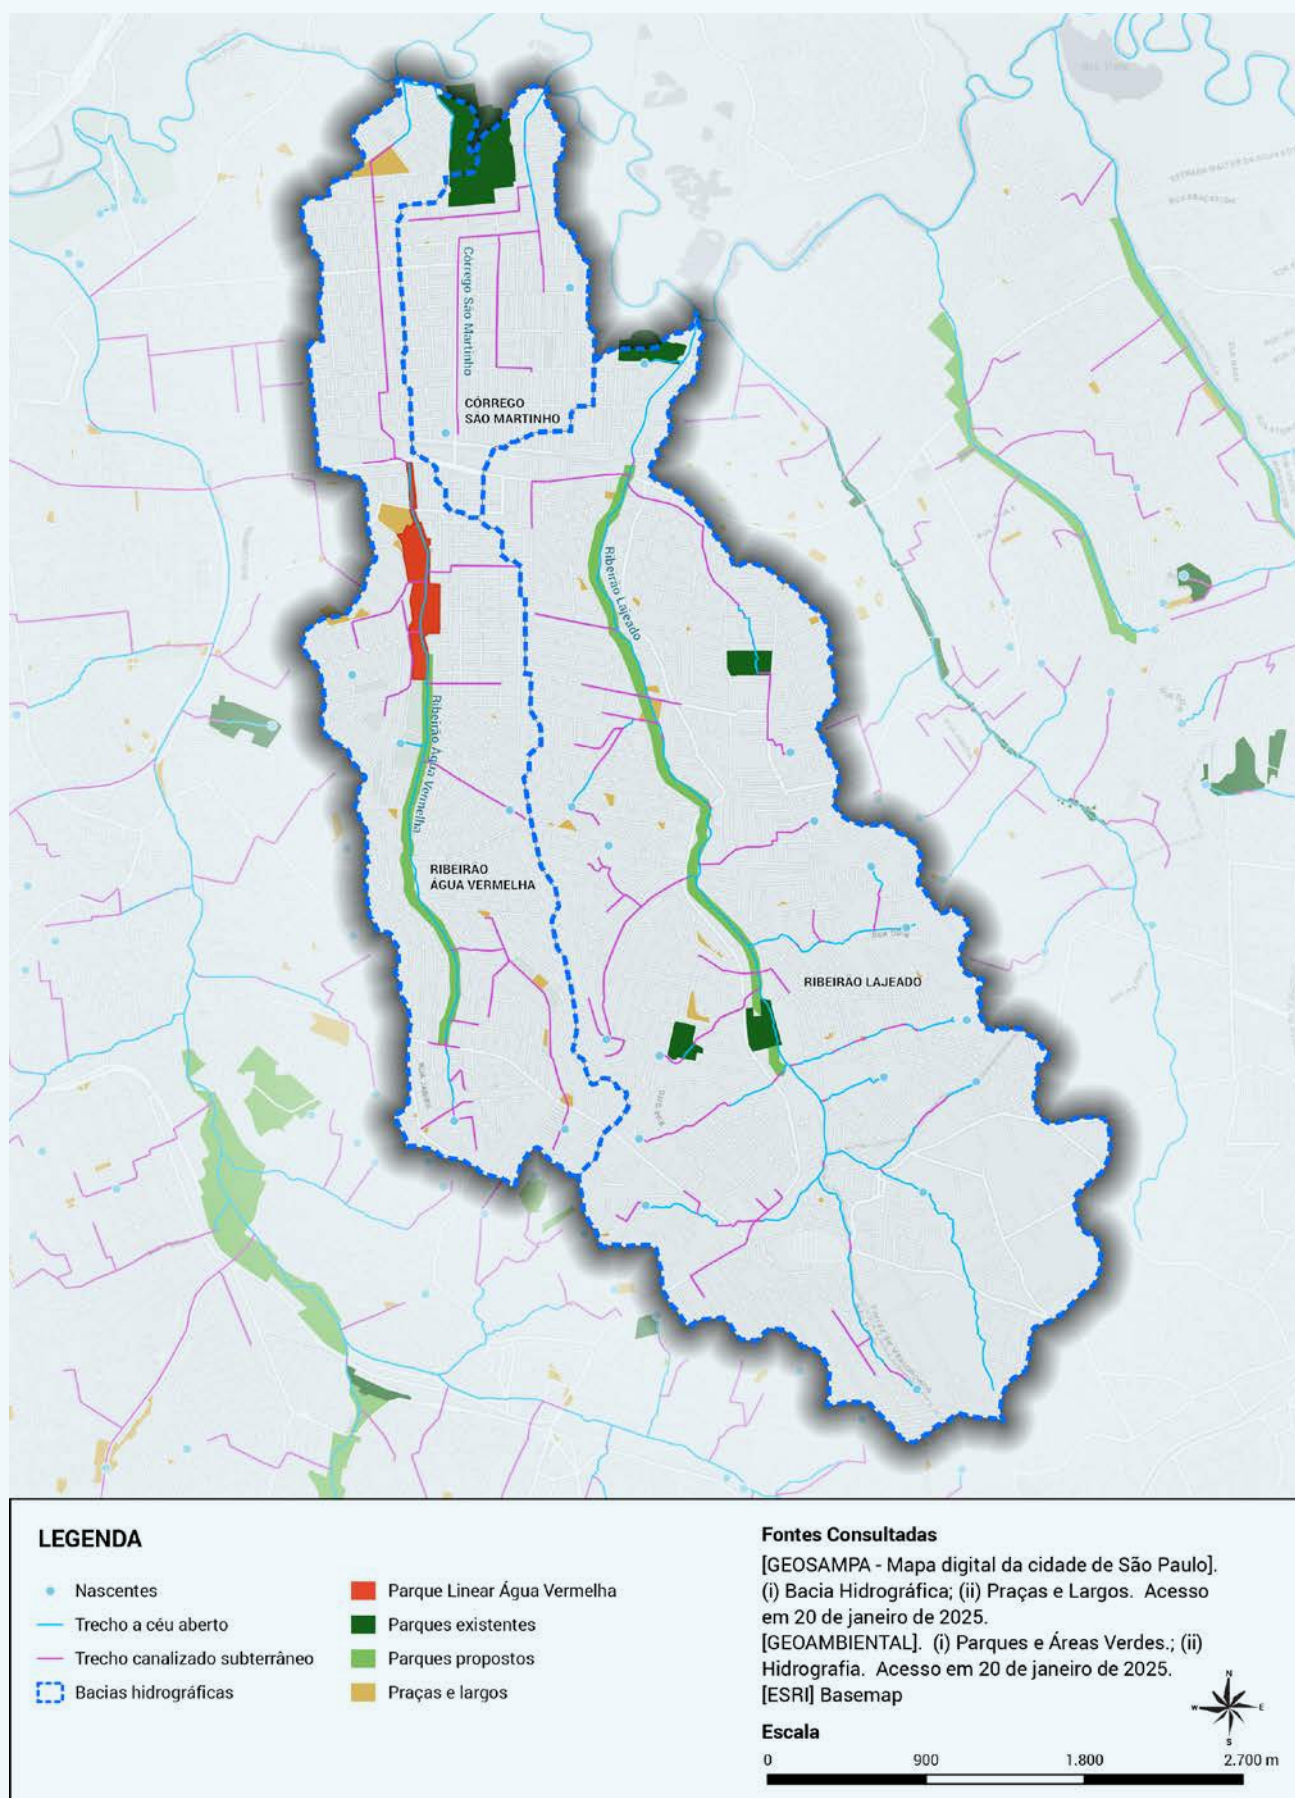 Córrego São Martinho
CÓRREGO
SÃO MARTINHO
Ribeirão Lajeado
Ribeirão Água Vermelha
RIBEIRÃO
ÁGUA VERMELHA
RIBEIRÃO LAJEADO
LEGENDA
Nascentes
Trecho a céu aberto
Trecho canalizado subterrâneo
Bacias hidrográficas
Parque Linear Água Vermelha
Parques existentes
Parques propostos
Praças e largos
Fontes Consultadas
[GEOSAMPA - Mapa digital da cidade de São Paulo].
(i) Bacia Hidrográfica; (ii) Praças e Largos. Acesso
em 20 de janeiro de 2025.
[GEOAMBIENTAL]. (i) Parques e Áreas Verdes.; (ii)
Hidrografia. Acesso em 20 de janeiro de 2025.
[ESRI] Basemap
N
W
E
S
Escala
0 900 1.800 2.700 m